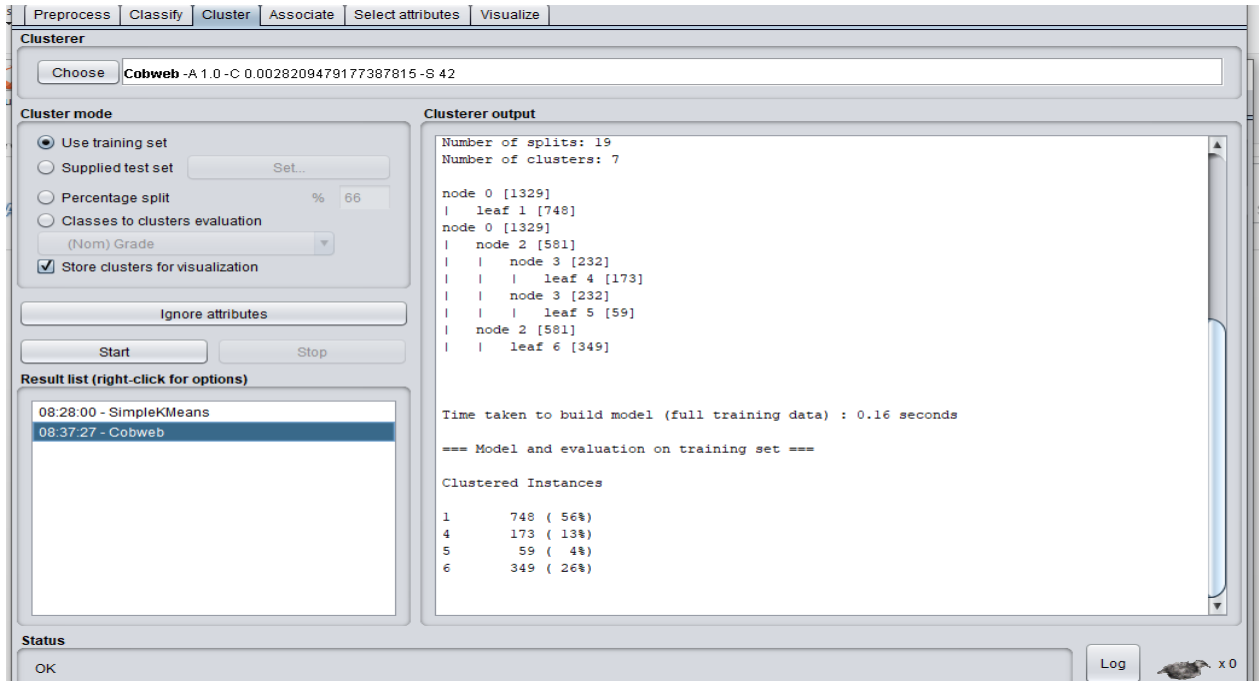 Preprocess Classify Cluster Associate Select attributes Visualize
Clusterer
Choose Cobweb -A 1.0 -C 0.0028209479177387815 -S 42
Cluster mode
Use training set
Supplied test set Set...
Percentage split % 66
Classes to clusters evaluation
(Nom) Grade
Store clusters for visualization
Ignore attributes
Start Stop
Result list (right-click for options)
08:28:00 - SimpleKMeans
08:37:27 - Cobweb
Clusterer output
Number of splits: 19
Number of clusters: 7
node 0 [1329]
|   leaf 1 [748]
node 0 [1329]
|   node 2 [581]
|   |   node 3 [232]
|   |   |   leaf 4 [173]
|   |   node 3 [232]
|   |   |   leaf 5 [59]
|   node 2 [581]
|   |   leaf 6 [349]
Time taken to build model (full training data) : 0.16 seconds
=== Model and evaluation on training set ===
Clustered Instances
1       748 ( 56%)
4       173 ( 13%)
5        59 (  4%)
6       349 ( 26%)
Status
OK
Log x 0